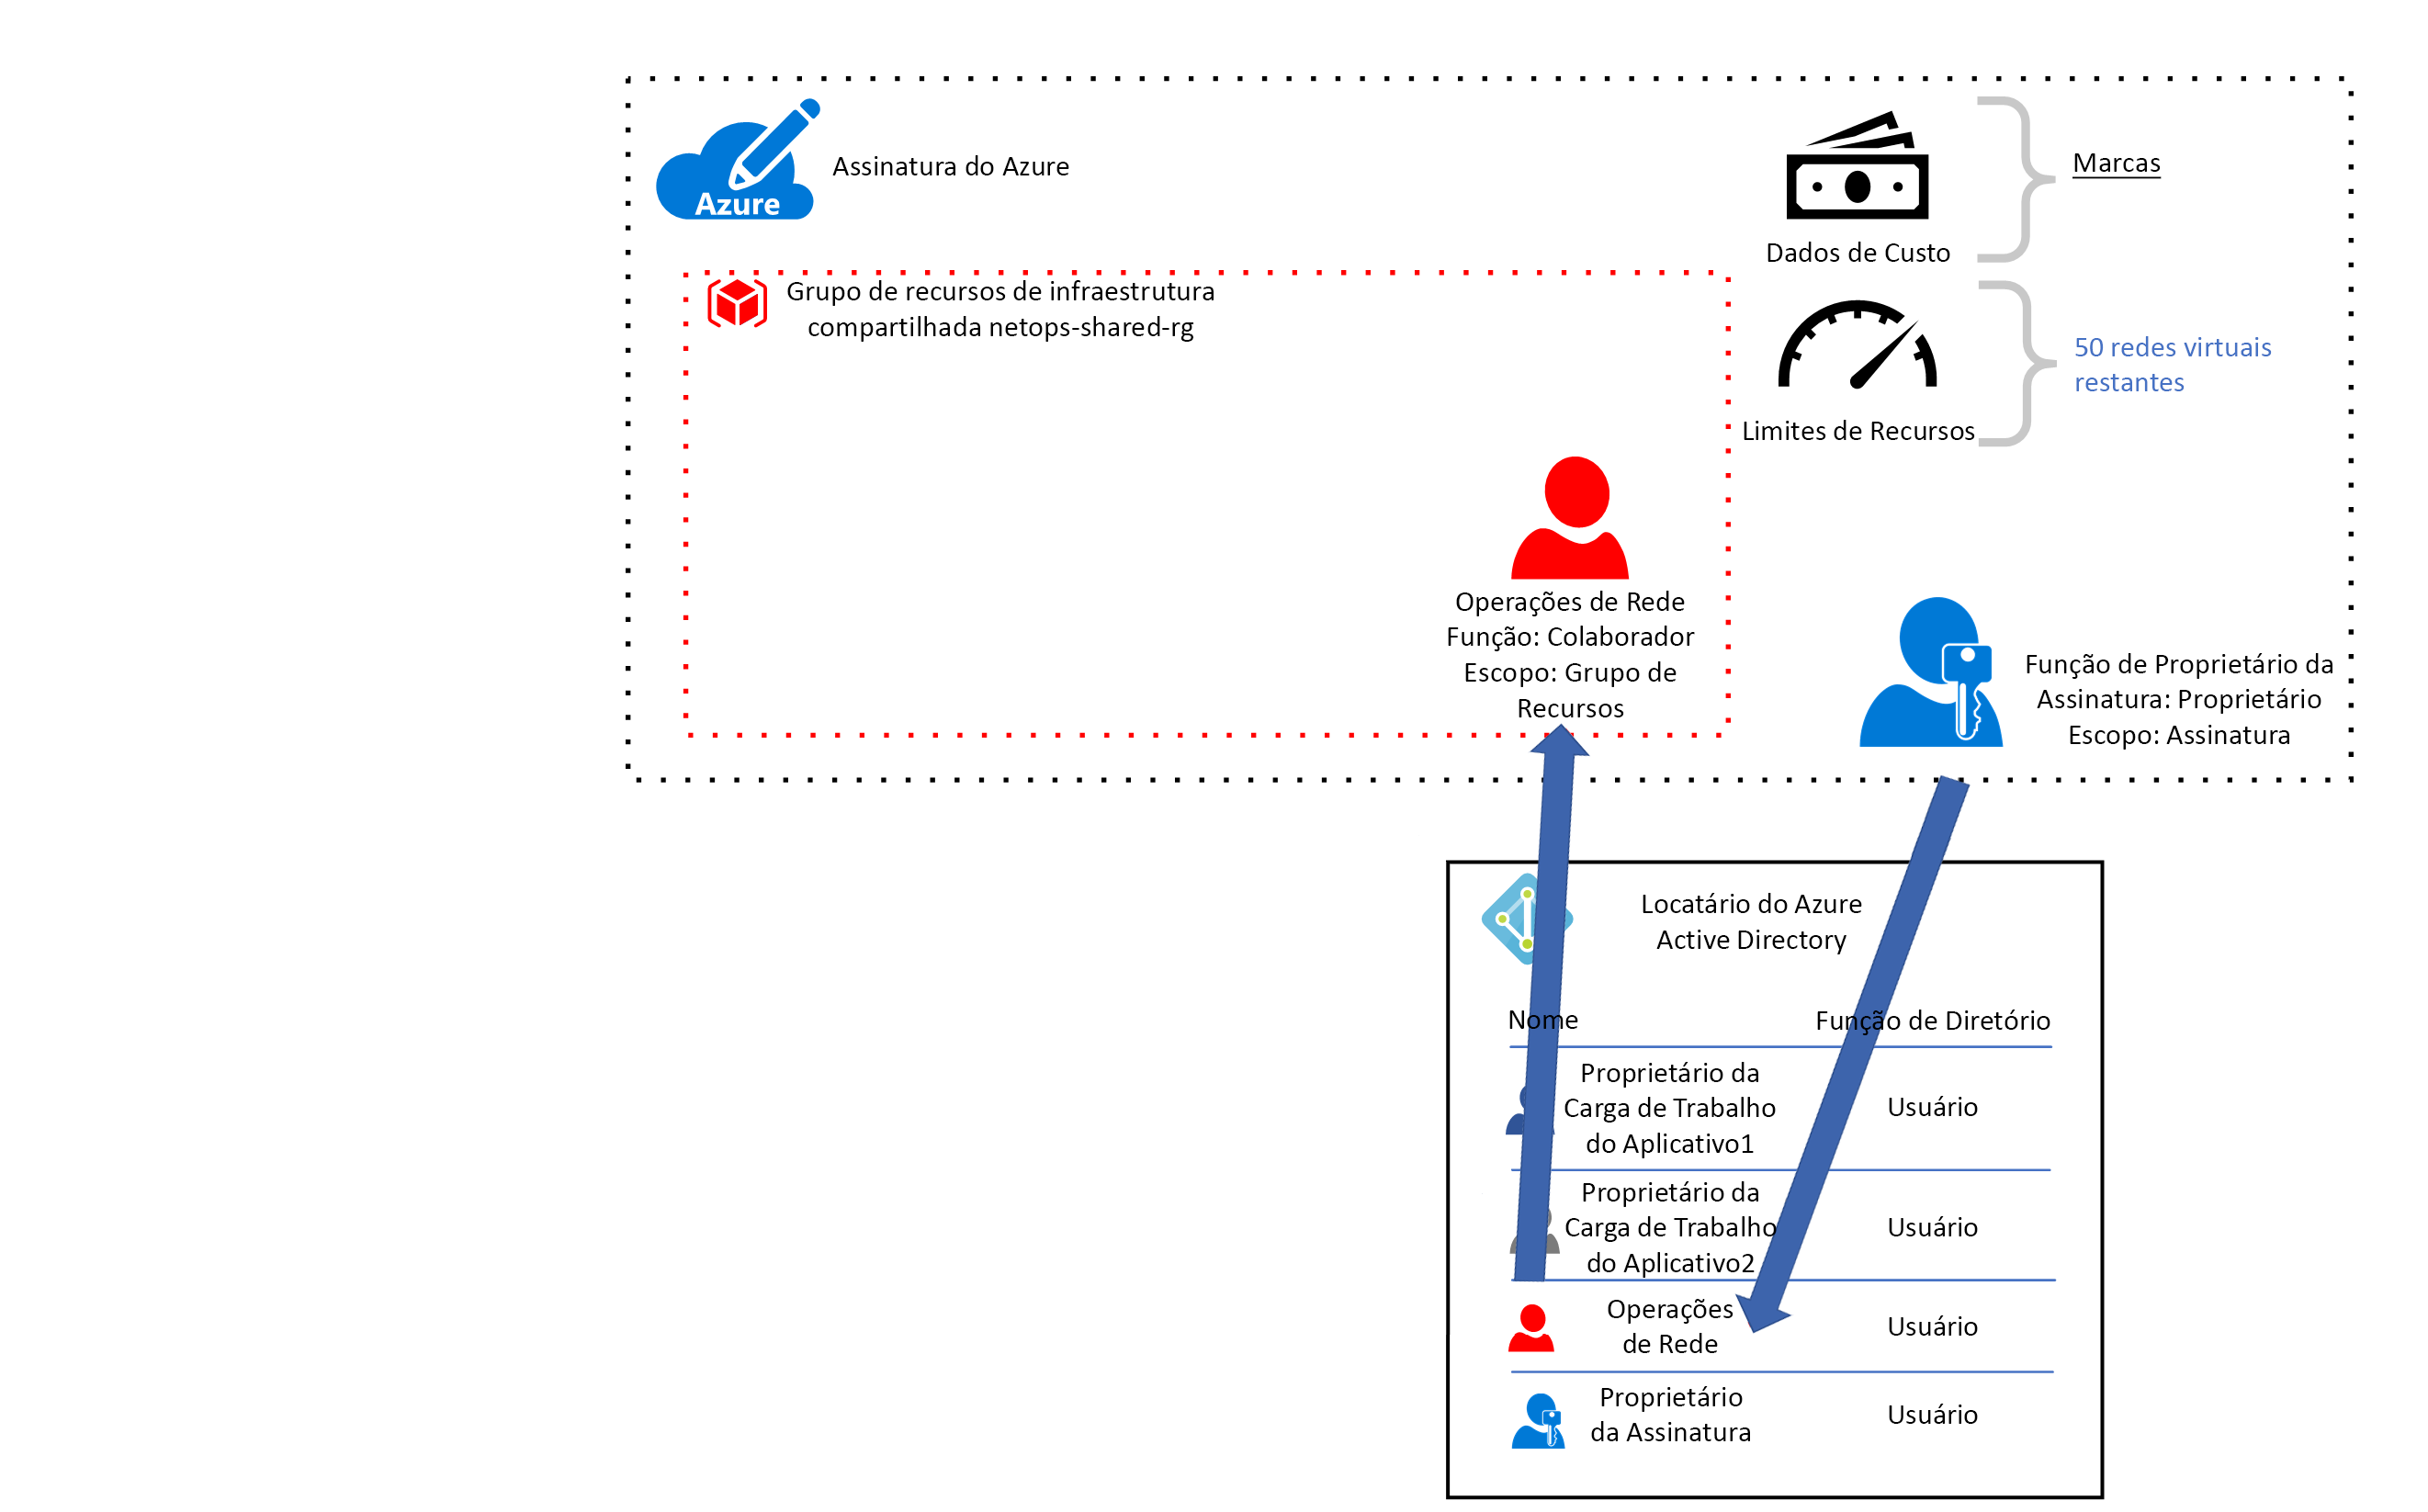 Azure
Assinatura do Azure
Marcas
Dados de Custo
Grupo de recursos de infraestrutura
compartilhada netops-shared-rg
50 redes virtuais
restantes
Limites de Recursos
Operações de Rede
Função: Colaborador
Escopo: Grupo de
Recursos
Função de Proprietário da
Assinatura: Proprietário
Escopo: Assinatura
Locatário do Azure
Active Directory
Nome
Função de Diretório
Proprietário da
Carga de Trabalho
do Aplicativo1
Usuário
Proprietário da
Carga de Trabalho
do Aplicativo2
Usuário
Operações
de Rede
Usuário
Proprietário
da Assinatura
Usuário